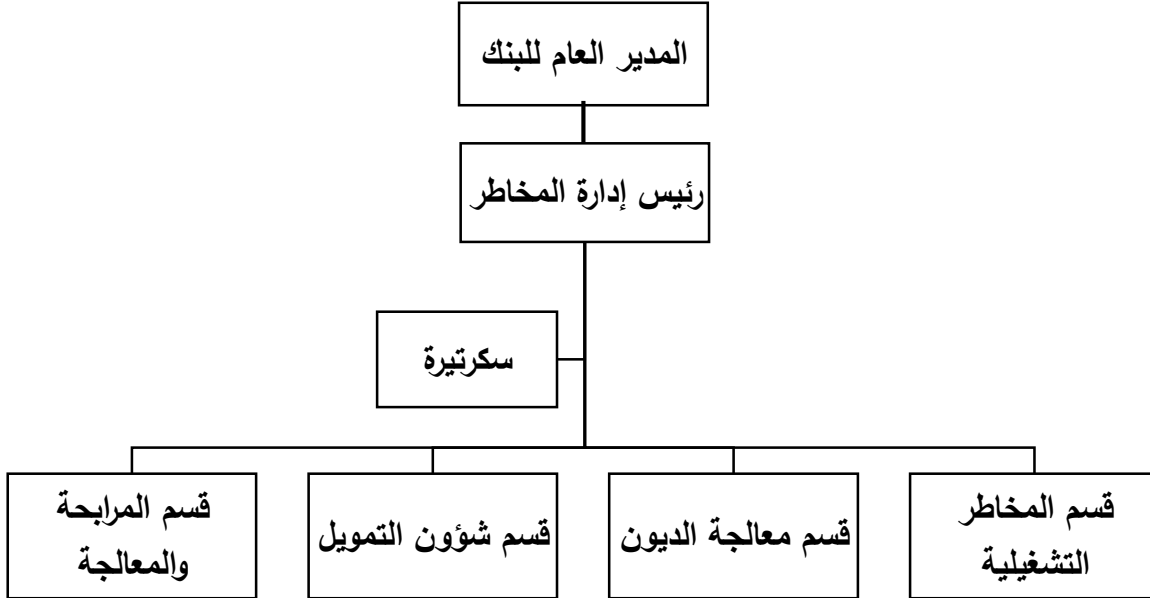 المدير العام للبنك
رئيس إدارة المخاطر
سكرتيرة
قسم المخاطر
التشغيلية
قسم معالجة الديون
قسم شؤون التمويل
قسم المرابحة
والمعالجة